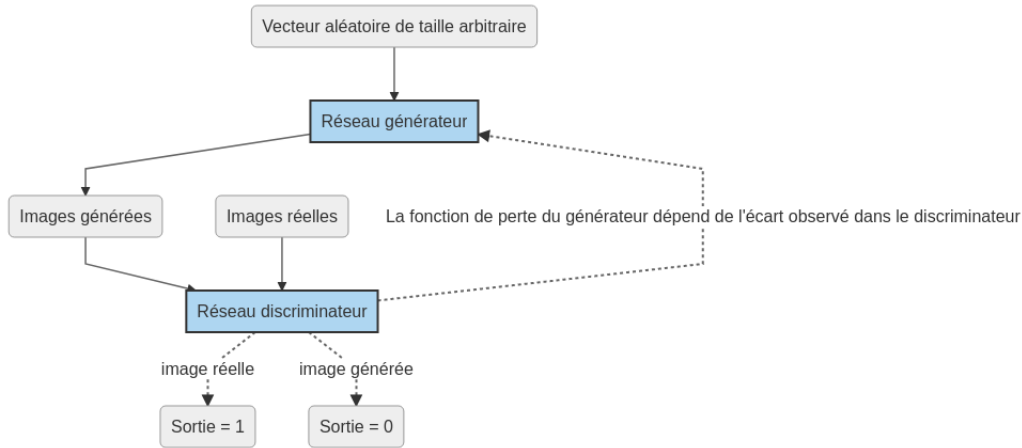 Vecteur aléatoire de taille arbitraire
Réseau générateur
Images générées
Images réelles
La fonction de perte du générateur dépend de l'écart observé dans le discriminateur
Réseau discriminateur
image réelle
image générée
Sortie = 1
Sortie = 0